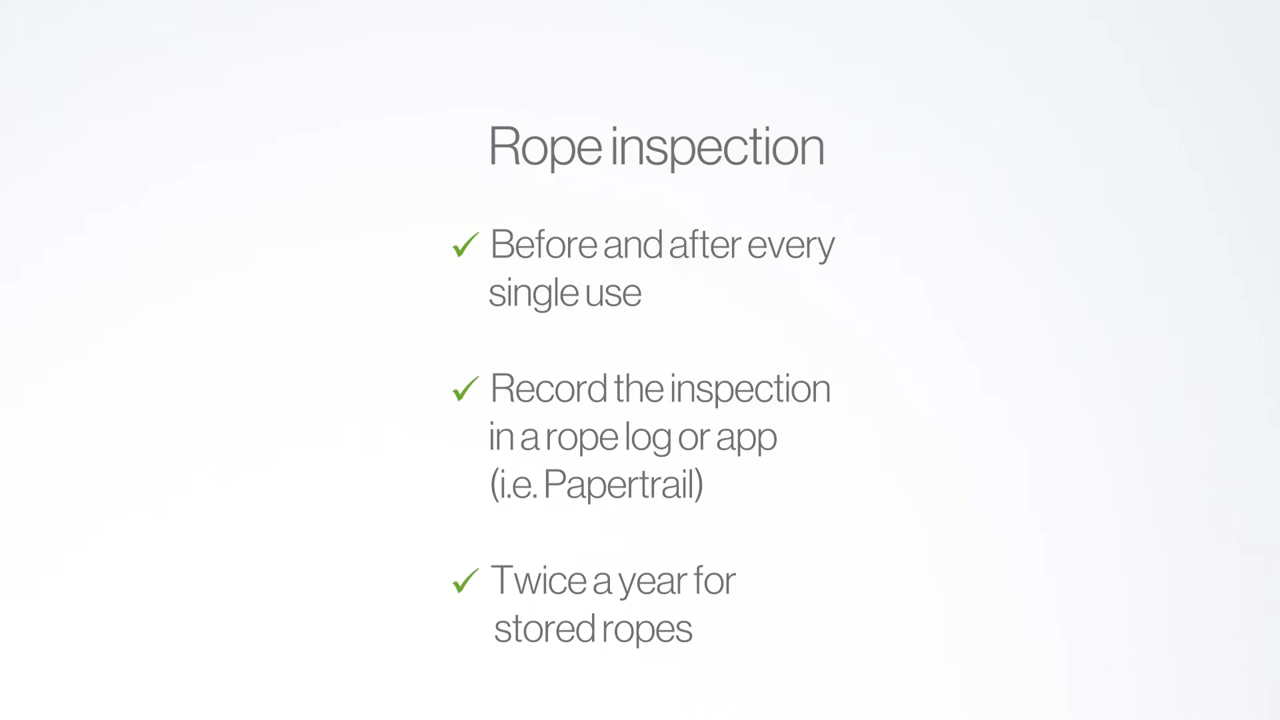 Rope inspection
✓ Before and after every
single use
✓ Record the inspection
in a rope log or app
(i.e. Papertrail)
✓ Twice a year for
stored ropes